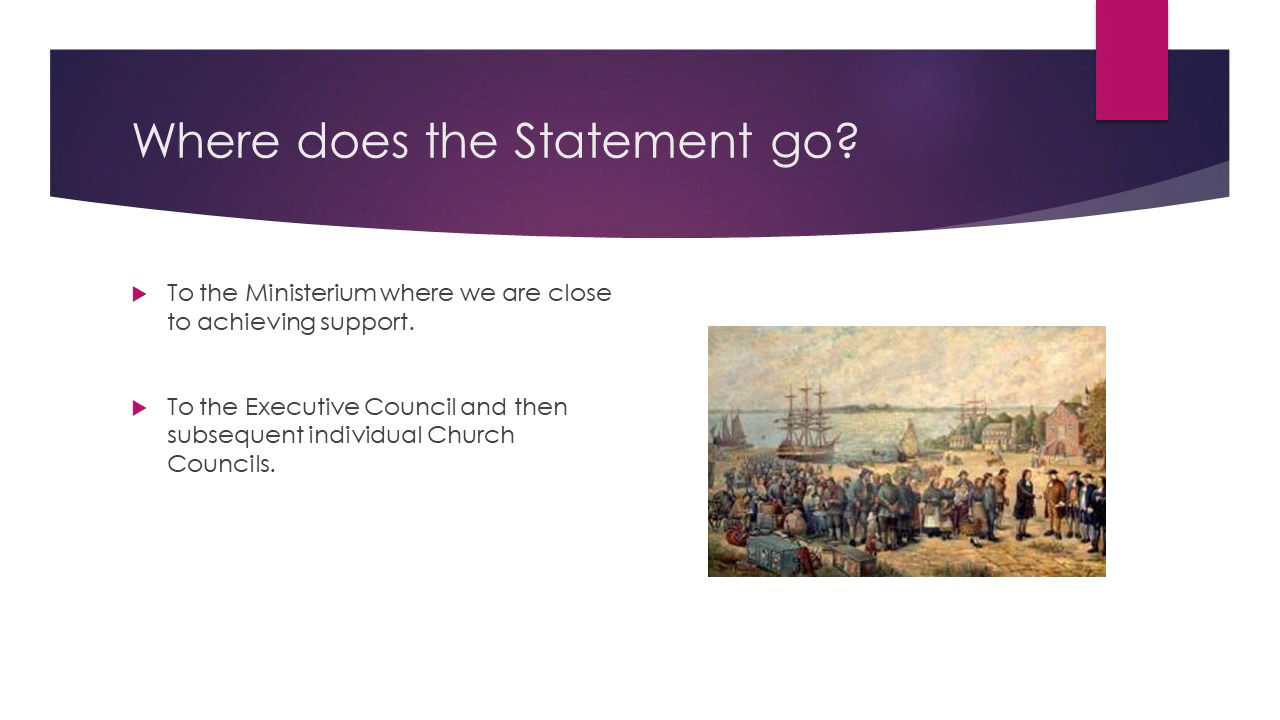 Where does the Statement go?
To the Ministerium where we are close
to achieving support.
To the Executive Council and then
subsequent individual Church
Councils.